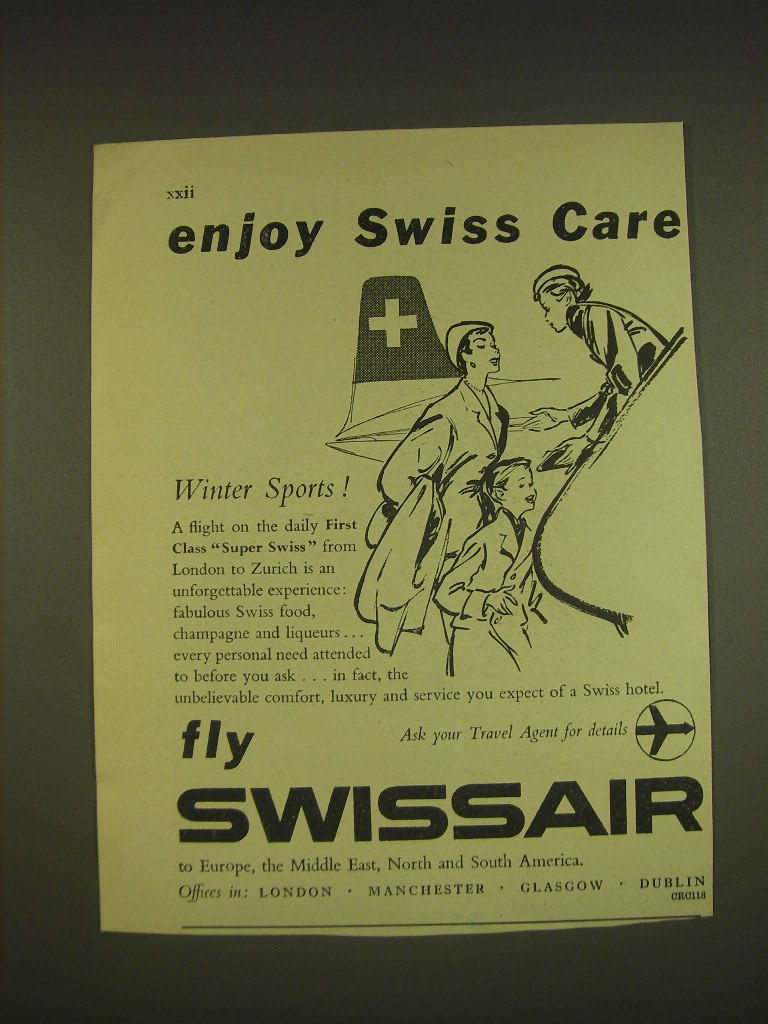 xxii
enjoy Swiss Care
Winter Sports !
A flight on the daily First
Class "Super Swiss" from
London to Zurich is an
unforgettable experience:
fabulous Swiss food,
champagne and liqueurs . . .
every personal need attended
to before you ask . . . in fact, the
unbelievable comfort, luxury and service you expect of a Swiss hotel.
fly
Ask your Travel Agent for details
SWISSAIR
to Europe, the Middle East, North and South America.
Offices in: LONDON · MANCHESTER · GLASGOW · DUBLIN
CRC118